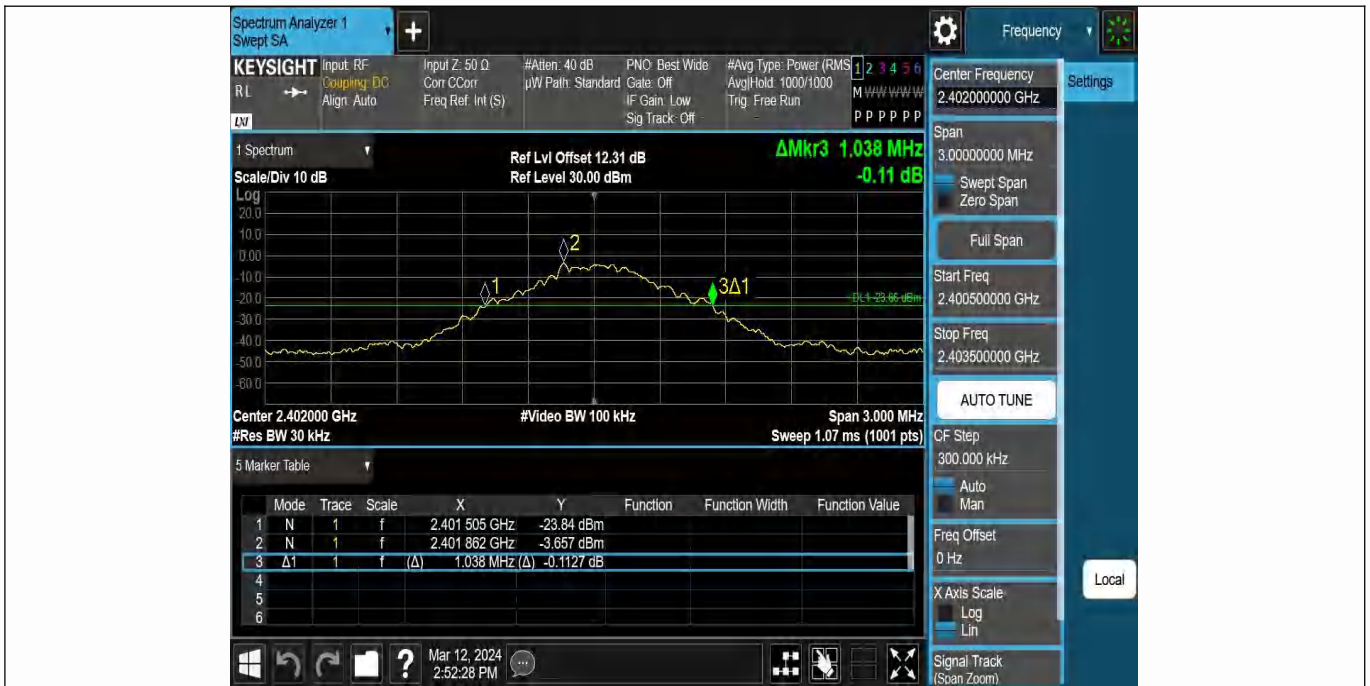 Spectrum Analyzer 1
Swept SA
+
Frequency
KEYSIGHT
R L
LXI
Input: RF
Coupling: DC
Align: Auto
Input Z: 50 Ω
Corr CCorr
Freq Ref: Int (S)
#Atten: 40 dB
µW Path: Standard
PNO: Best Wide
Gate: Off
IF Gain: Low
Sig Track: Off
#Avg Type: Power (RMS
Avg|Hold: 1000/1000
Trig: Free Run
1 2 3 4 5 6
M W W W W W
P P P P P P
Center Frequency
2.402000000 GHz
Settings
1 Spectrum
Scale/Div 10 dB
Ref Lvl Offset 12.31 dB
Ref Level 30.00 dBm
ΔMkr3 1.038 MHz
-0.11 dB
Log
20.0
10.0
0.00
-10.0
-20.0
-30.0
-40.0
-50.0
-60.0
1
2
3Δ1
DL1 -23.66 dBm
Center 2.402000 GHz
#Res BW 30 kHz
#Video BW 100 kHz
Span 3.000 MHz
Sweep 1.07 ms (1001 pts)
Span
3.00000000 MHz
Swept Span
Zero Span
Full Span
Start Freq
2.400500000 GHz
Stop Freq
2.403500000 GHz
AUTO TUNE
CF Step
300.000 kHz
Auto
Man
Freq Offset
0 Hz
X Axis Scale
Log
Lin
Signal Track
(Span Zoom)
Local
5 Marker Table
Mode Trace Scale X Y Function Function Width Function Value
1 N 1 f 2.401 505 GHz -23.84 dBm
2 N 1 f 2.401 862 GHz -3.657 dBm
3 Δ1 1 f (Δ) 1.038 MHz (Δ) -0.1127 dB
4
5
6
?
Mar 12, 2024
2:52:28 PM